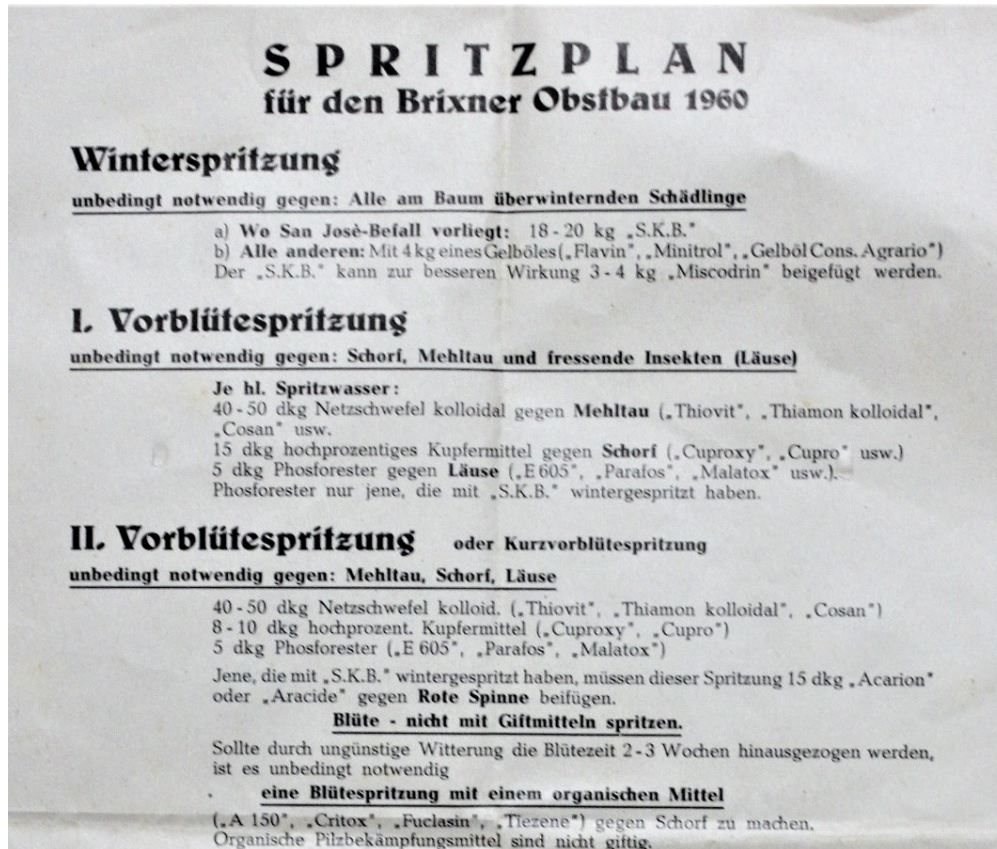 SPRITZPLAN
für den Brixner Obstbau 1960
Winterspritzung
unbedingt notwendig gegen: Alle am Baum überwinternden Schädlinge
a) Wo San Josè-Befall vorliegt: 18 - 20 kg „S.K.B."
b) Alle anderen: Mit 4 kg eines Gelböles („Flavin", „Minitrol", „Gelböl Cons. Agrario")
Der „S.K.B." kann zur besseren Wirkung 3 - 4 kg „Miscodrin" beigefügt werden.
I. Vorblütespritzung
unbedingt notwendig gegen: Schorf, Mehltau und fressende Insekten (Läuse)
Je hl. Spritzwasser:
40 - 50 dkg Netzschwefel kolloidal gegen Mehltau („Thiovit", „Thiamon kolloidal",
„Cosan" usw.
15 dkg hochprozentiges Kupfermittel gegen Schorf („Cuproxy", „Cupro" usw.)
5 dkg Phosforester gegen Läuse („E 605", „Parafos", „Malatox" usw.).
Phosforester nur jene, die mit „S.K.B." wintergespritzt haben.
II. Vorblütespritzung oder Kurzvorblütespritzung
unbedingt notwendig gegen: Mehltau, Schorf, Läuse
40 - 50 dkg Netzschwefel kolloid. („Thiovit", „Thiamon kolloidal", „Cosan")
8 - 10 dkg hochprozent. Kupfermittel („Cuproxy", „Cupro")
5 dkg Phosforester („E 605", „Parafos", „Malatox")
Jene, die mit „S.K.B." wintergespritzt haben, müssen dieser Spritzung 15 dkg „Acarion"
oder „Aracide" gegen Rote Spinne beifügen.
Blüte - nicht mit Giftmitteln spritzen.
Sollte durch ungünstige Witterung die Blütezeit 2 - 3 Wochen hinausgezogen werden,
ist es unbedingt notwendig
eine Blütespritzung mit einem organischen Mittel
(„A 150", „Critox", „Fuclasin", „Tiezene") gegen Schorf zu machen.
Organische Pilzbekämpfungsmittel sind nicht giftig.